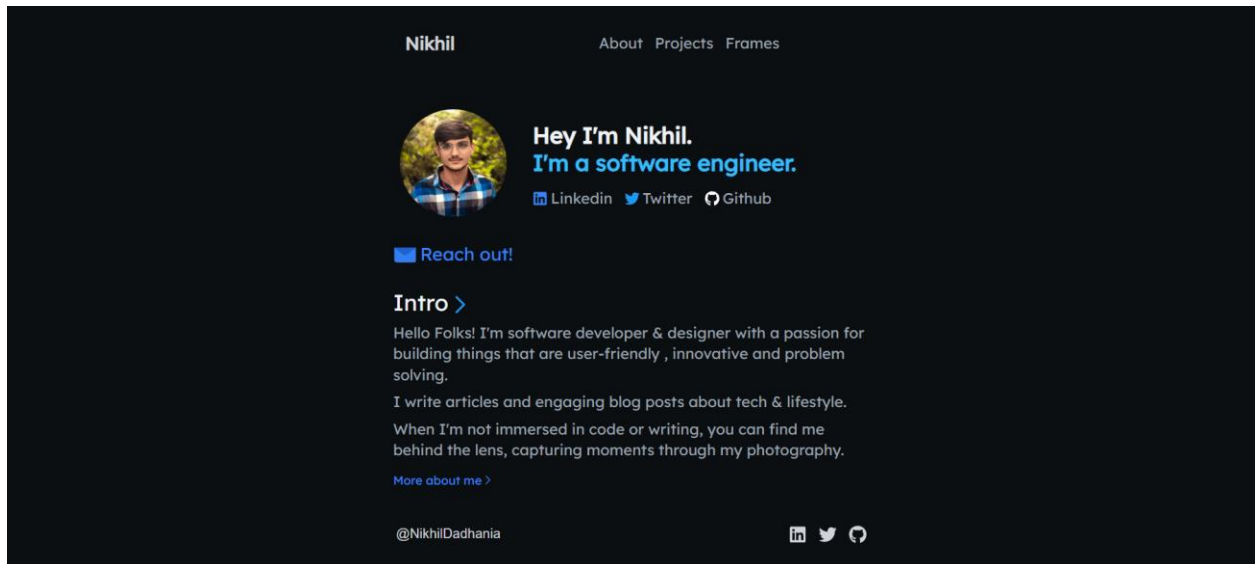 Nikhil
About Projects Frames
Hey I'm Nikhil.
I'm a software engineer.
Linkedin Twitter Github
Reach out!
Intro >
Hello Folks! I'm software developer & designer with a passion for
building things that are user-friendly , innovative and problem
solving.
I write articles and engaging blog posts about tech & lifestyle.
When I'm not immersed in code or writing, you can find me
behind the lens, capturing moments through my photography.
More about me >
@NikhilDadhania